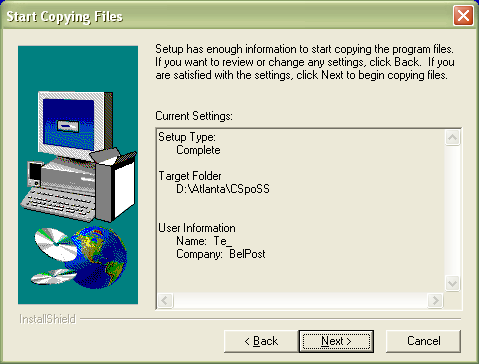 Start Copying Files
Setup has enough information to start copying the program files.
If you want to review or change any settings, click Back.  If you
are satisfied with the settings, click Next to begin copying files.
Current Settings:
Setup Type:
Complete
Target Folder
D:\Atlanta\CSpoSS
User Information
Name:  Te_
Company:  BelPost
InstallShield
< Back
Next >
Cancel